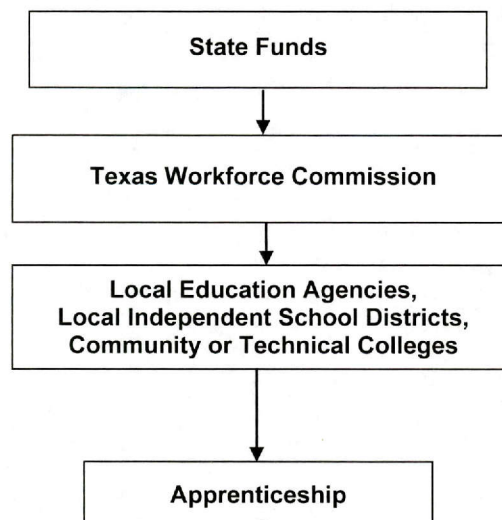 State Funds
Texas Workforce Commission
Local Education Agencies,
Local Independent School Districts,
Community or Technical Colleges
Apprenticeship